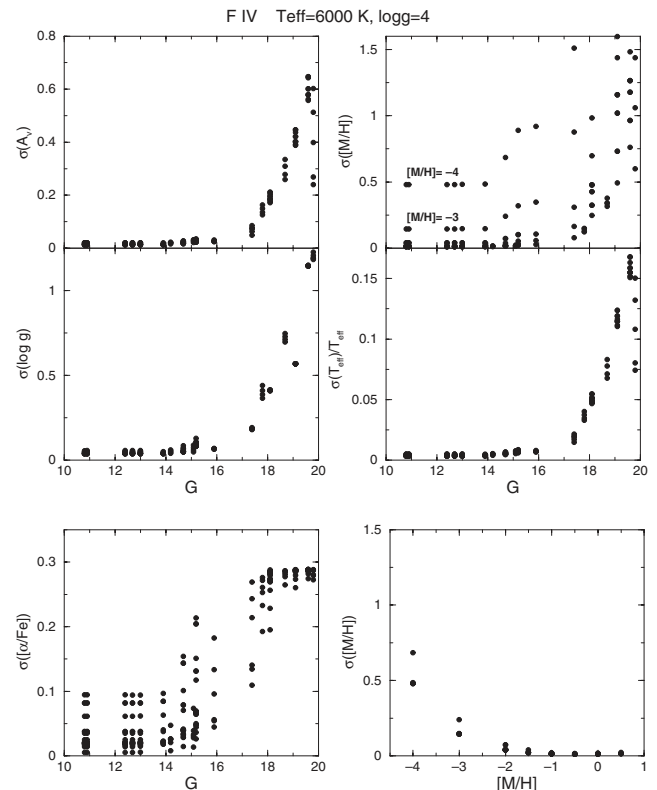 F IV Teff=6000 K, logg=4
0.8
0.6
0.4
0.2
0
σ(Aᵥ)
1.5
1
0.5
0
σ([M/H])
[M/H]= −4
[M/H]= −3
1
0.5
0
σ(log g)
10 12 14 16 18 20
G
0.15
0.1
0.05
0
σ(T_eff)/T_eff
10 12 14 16 18 20
G
0.3
0.2
0.1
0
σ([α/Fe])
10 12 14 16 18 20
G
1.5
1
0.5
0
σ([M/H])
−4 −3 −2 −1 0 1
[M/H]